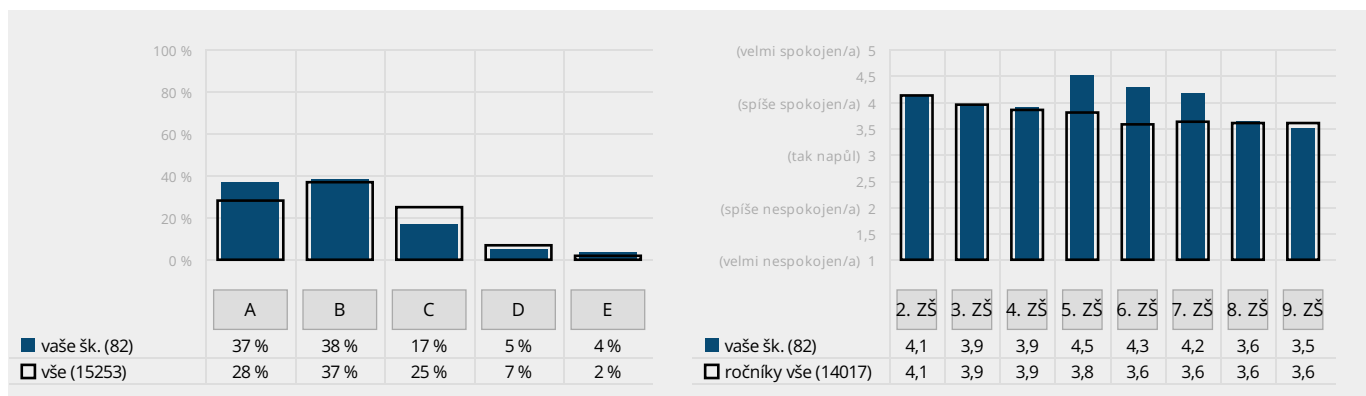 100 %
80 %
60 %
40 %
20 %
0 %
A B C D E
vaše šk. (82) 37 % 38 % 17 % 5 % 4 %
vše (15253) 28 % 37 % 25 % 7 % 2 %
(velmi spokojen/a) 5
4,5
(spíše spokojen/a) 4
3,5
(tak napůl) 3
2,5
(spíše nespokojen/a) 2
1,5
(velmi nespokojen/a) 1
2. ZŠ 3. ZŠ 4. ZŠ 5. ZŠ 6. ZŠ 7. ZŠ 8. ZŠ 9. ZŠ
vaše šk. (82) 4,1 3,9 3,9 4,5 4,3 4,2 3,6 3,5
ročníky vše (14017) 4,1 3,9 3,9 3,8 3,6 3,6 3,6 3,6